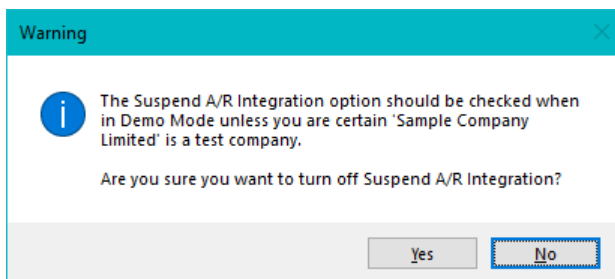 Warning
The Suspend A/R Integration option should be checked when
in Demo Mode unless you are certain 'Sample Company
Limited' is a test company.
Are you sure you want to turn off Suspend A/R Integration?
Yes
No